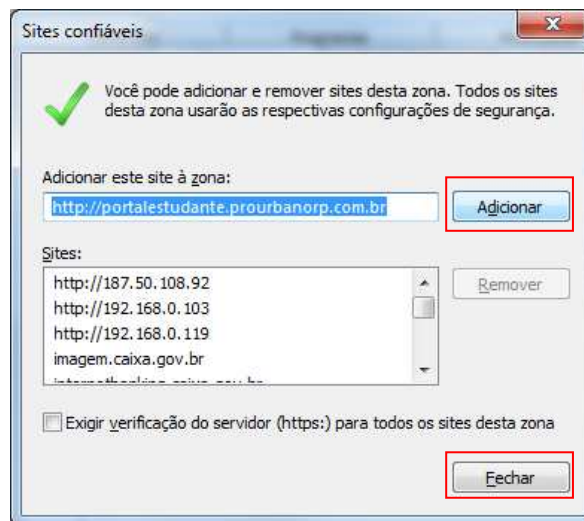 Sites confiáveis
Você pode adicionar e remover sites desta zona. Todos os sites
desta zona usarão as respectivas configurações de segurança.
Adicionar este site à zona:
http://portalestudante.prourbanorp.com.br
Adicionar
Sites:
http://187.50.108.92
http://192.168.0.103
http://192.168.0.119
imagem.caixa.gov.br
Remover
Exigir verificação do servidor (https:) para todos os sites desta zona
Fechar